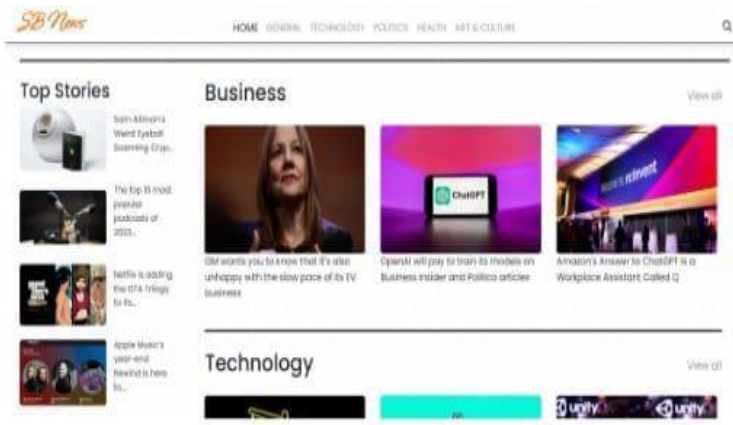 SB News
HOME GENERAL TECHNOLOGY POLITICS HEALTH ART & CULTURE
Top Stories
Sam Altman's
Weird Eyeball
Scanning Cryp...
The top 10 most
popular
podcasts of
2023...
Netflix is adding
the GTA Trilogy
to its...
Apple Music's
year-end
Rewind is here
to...
Business
View all
ChatGPT
re:Invent
GM wants you to know that it's also
unhappy with the slow pace of its EV
business
OpenAI will pay to train its models on
Business Insider and Politico articles
Amazon's Answer to ChatGPT is a
Workplace Assistant Called Q
Technology
View all
unity
unity